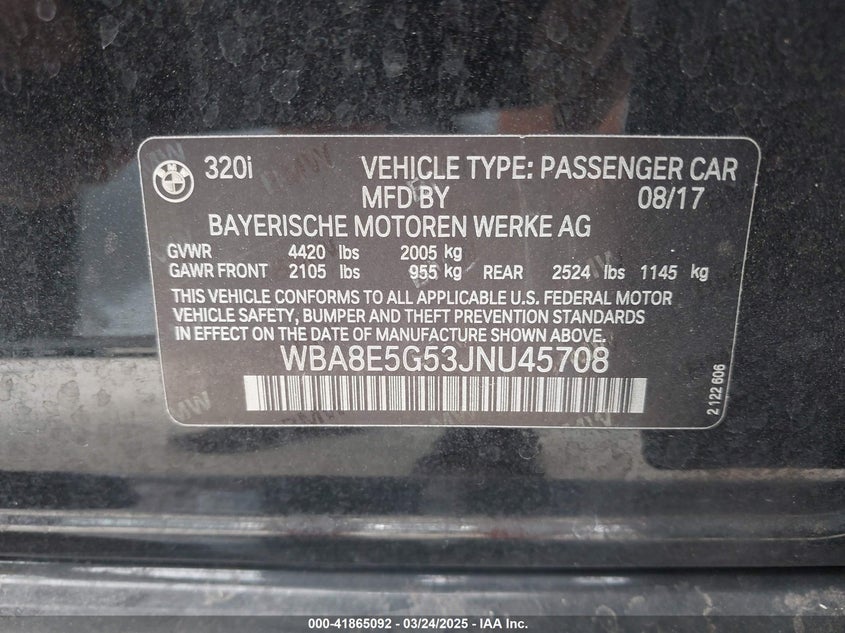 BMW 320i VEHICLE TYPE: PASSENGER CAR
MFD BY 08/17
BAYERISCHE MOTOREN WERKE AG
GVWR 4420 lbs 2005 kg
GAWR FRONT 2105 lbs 955 kg REAR 2524 lbs 1145 kg
THIS VEHICLE CONFORMS TO ALL APPLICABLE U.S. FEDERAL MOTOR
VEHICLE SAFETY, BUMPER AND THEFT PREVENTION STANDARDS
IN EFFECT ON THE DATE OF MANUFACTURE SHOWN ABOVE.
WBA8E5G53JNU45708
2 122 606
000-41865092 - 03/24/2025 - IAA Inc.